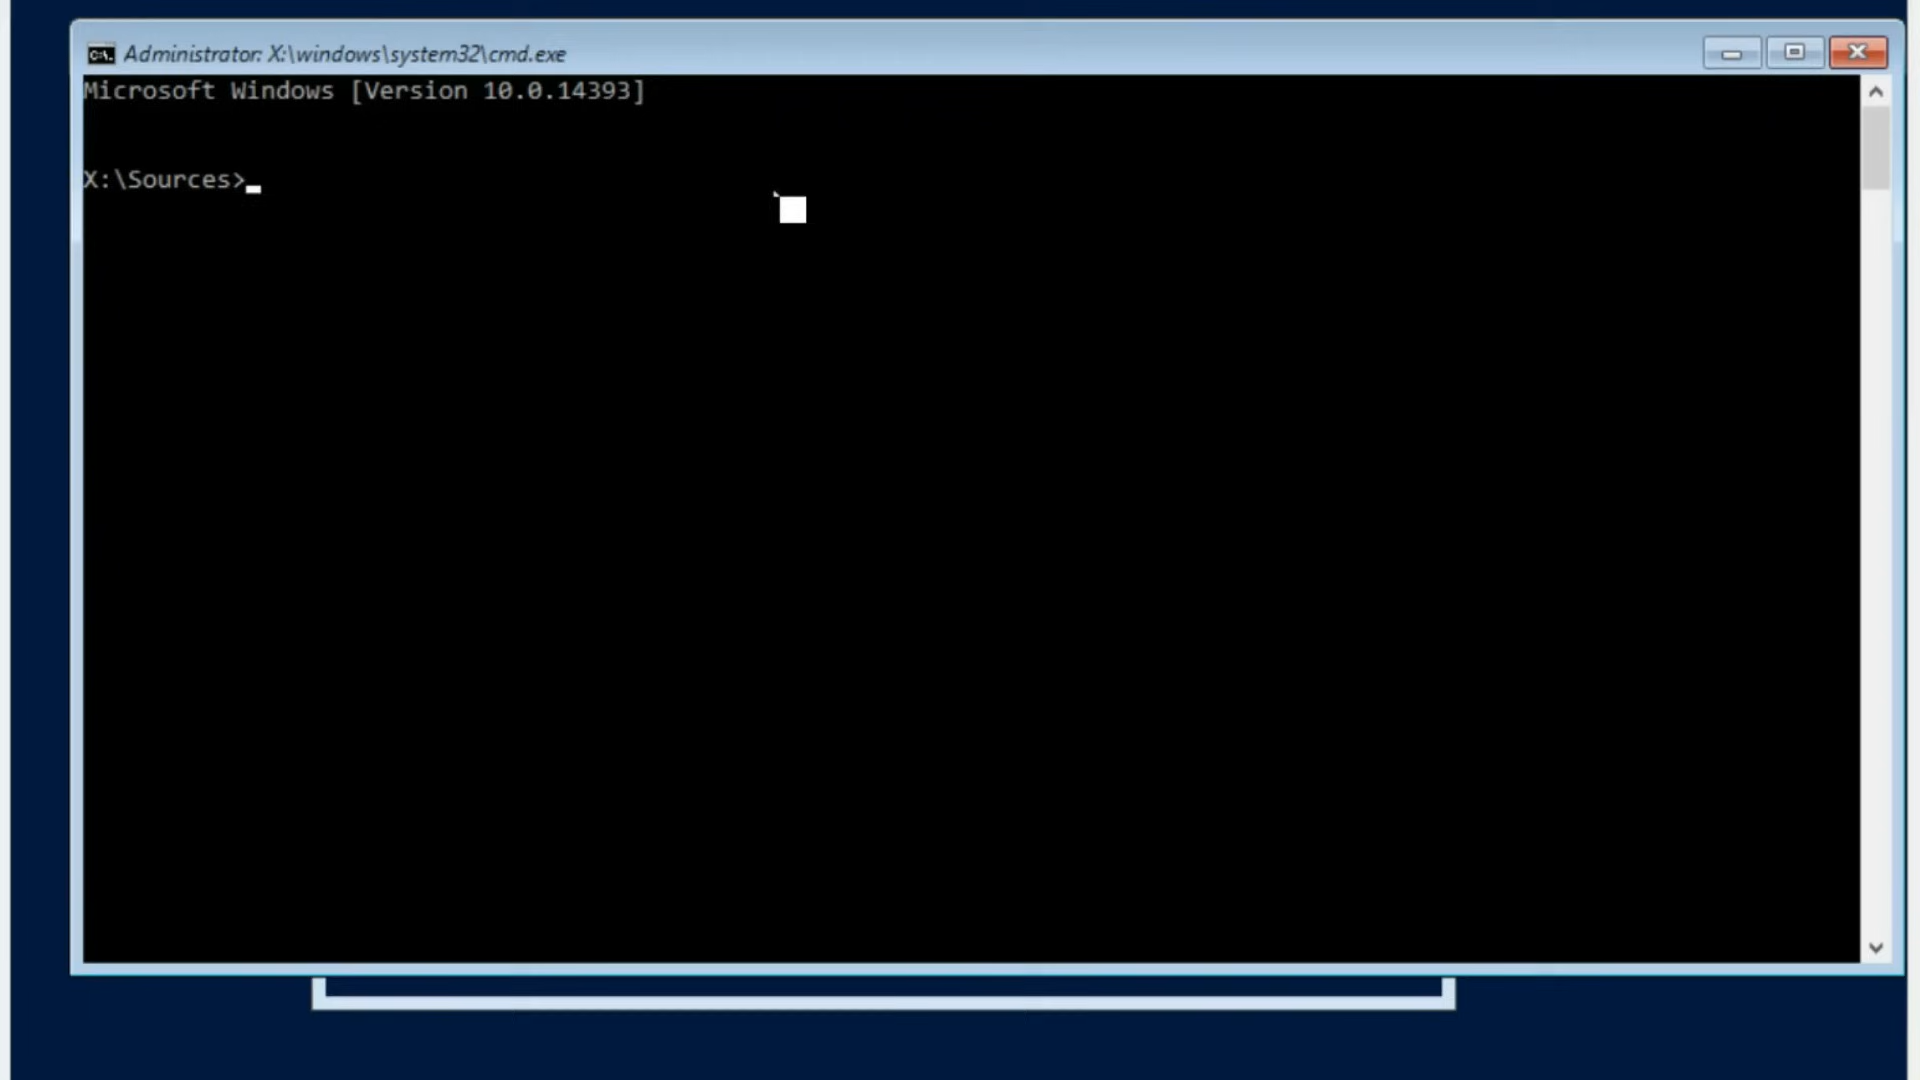 Administrator: X:\windows\system32\cmd.exe
Microsoft Windows [Version 10.0.14393]
X:\Sources>